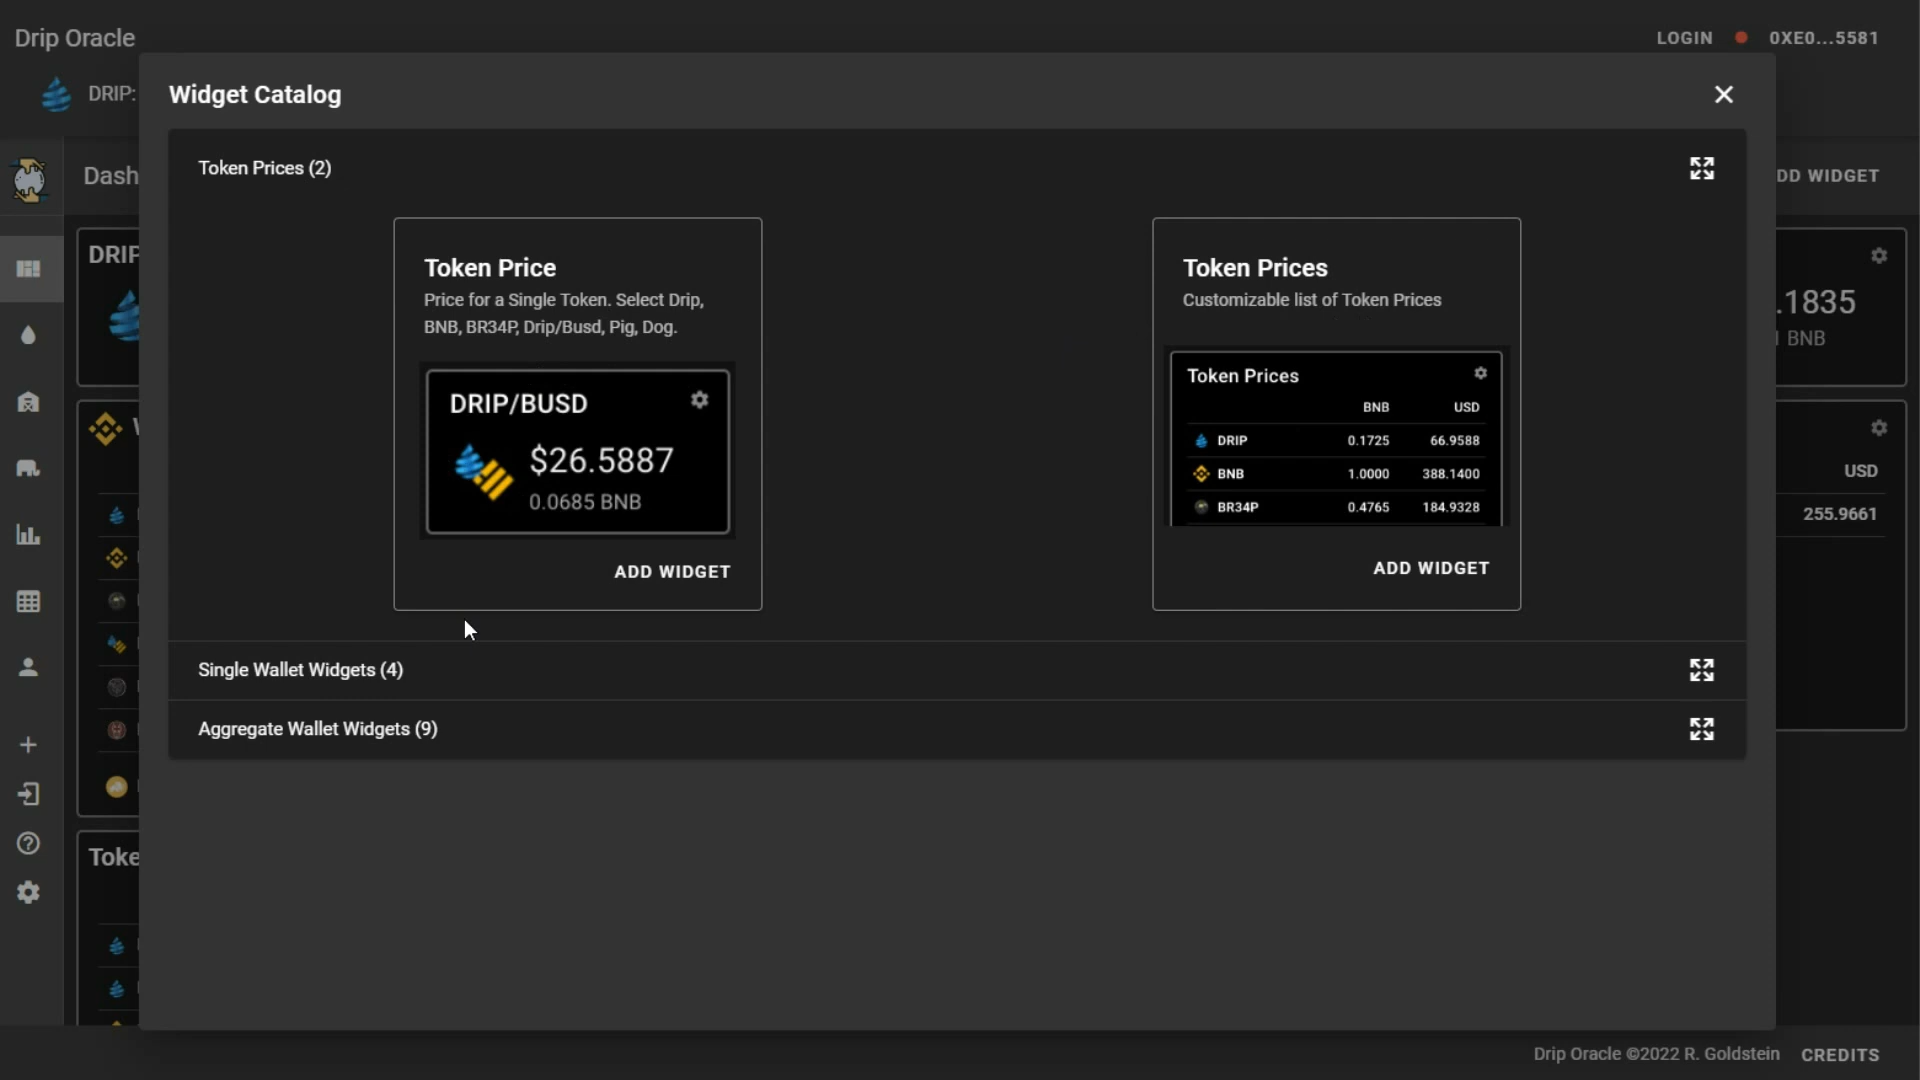 Drip Oracle
LOGIN
0XE0...5581
DRIP:
Widget Catalog
Token Prices (2)
Dash
DD WIDGET
DRIP
Token Price
Price for a Single Token. Select Drip,
BNB, BR34P, Drip/Busd, Pig, Dog.
DRIP/BUSD
$26.5887
0.0685 BNB
ADD WIDGET
Token Prices
Customizable list of Token Prices
Token Prices
BNB USD
DRIP 0.1725 66.9588
BNB 1.0000 388.1400
BR34P 0.4765 184.9328
ADD WIDGET
.1835
BNB
USD
255.9661
Single Wallet Widgets (4)
Aggregate Wallet Widgets (9)
Toke
Drip Oracle ©2022 R. Goldstein
CREDITS